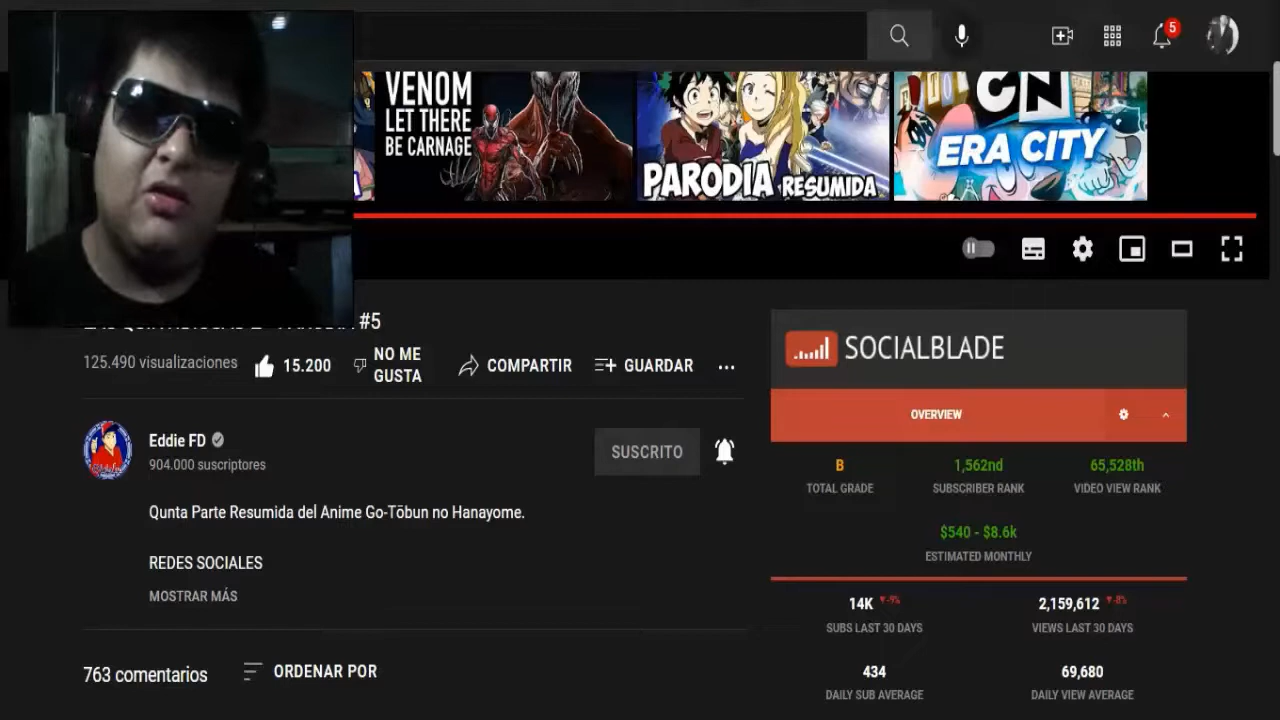 5
VENOM
LET THERE
BE CARNAGE
PARODIA RESUMIDA
CN
ERA CITY
#5
125.490 visualizaciones
15.200
NO ME
GUSTA
COMPARTIR
GUARDAR
SOCIALBLADE
OVERVIEW
Eddie FD
904.000 suscriptores
SUSCRITO
B
1,562nd
65,528th
TOTAL GRADE
SUBSCRIBER RANK
VIDEO VIEW RANK
Qunta Parte Resumida del Anime Go-Tōbun no Hanayome.
$540 - $8.6k
ESTIMATED MONTHLY
REDES SOCIALES
MOSTRAR MÁS
14K ▼-9%
2,159,612 ▼-8%
SUBS LAST 30 DAYS
VIEWS LAST 30 DAYS
763 comentarios
ORDENAR POR
434
69,680
DAILY SUB AVERAGE
DAILY VIEW AVERAGE